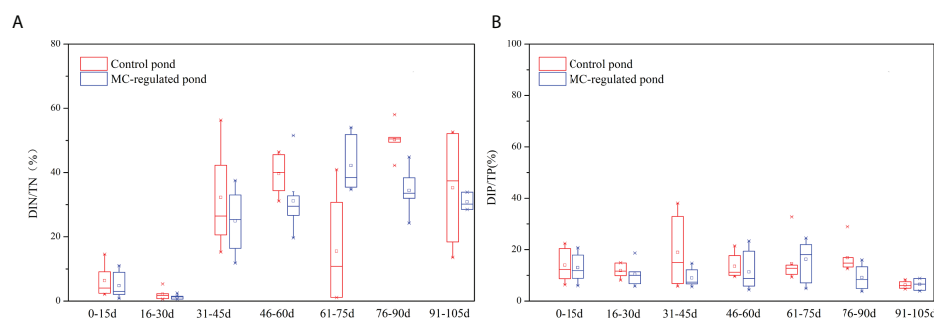 A
80
60
40
20
0
DIN/TN（%）
Control pond
MC-regulated pond
0-15d 16-30d 31-45d 46-60d 61-75d 76-90d 91-105d
B
100
80
60
40
20
0
DIP/TP(%)
Control pond
MC-regulated pond
0-15d 16-30d 31-45d 46-60d 61-75d 76-90d 91-105d